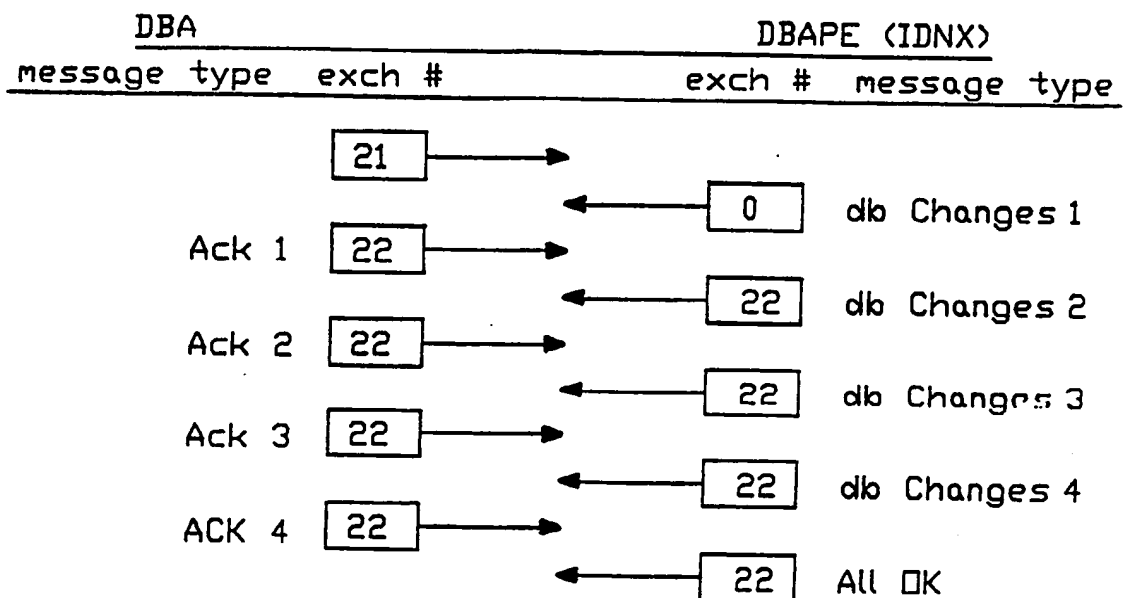 DBA DBAPE (IDNX)
message type exch # exch # message type
21
0 db Changes 1
Ack 1 22
22 db Changes 2
Ack 2 22
22 db Changes 3
Ack 3 22
22 db Changes 4
ACK 4 22
22 All OK